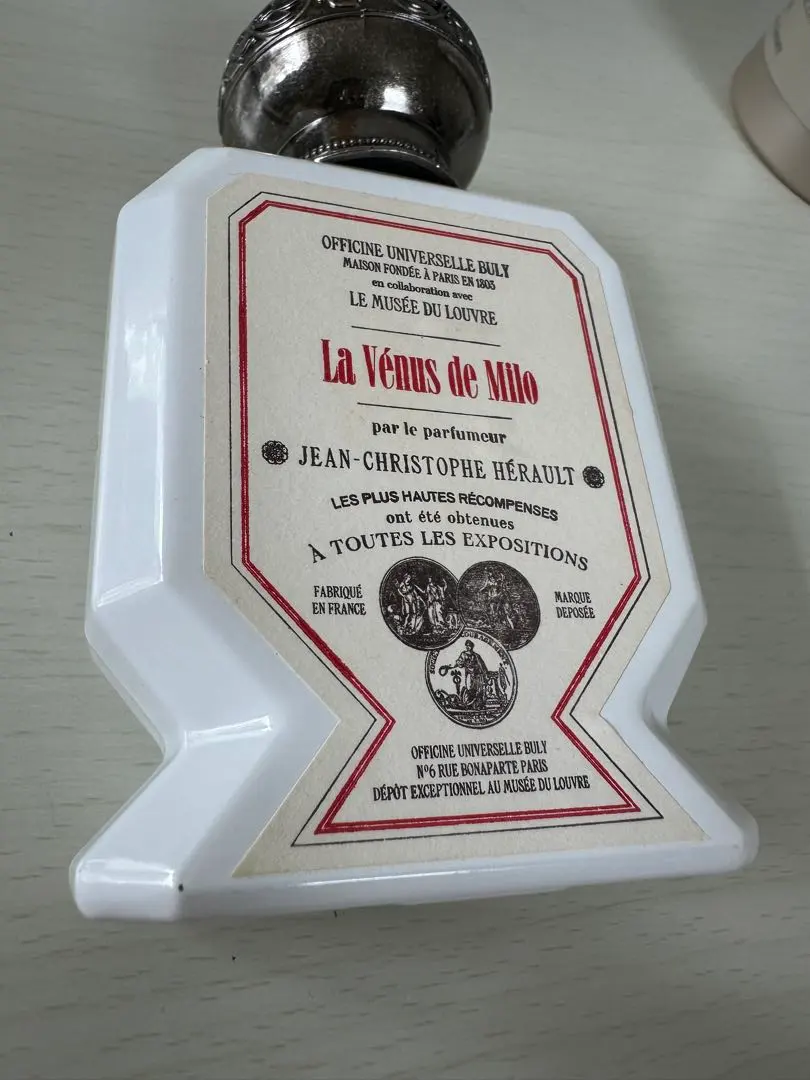 OFFICINE UNIVERSELLE BULY
MAISON FONDÉE À PARIS EN 1803
en collaboration avec
LE MUSÉE DU LOUVRE
La Vénus de Milo
par le parfumeur
JEAN-CHRISTOPHE HÉRAULT
LES PLUS HAUTES RÉCOMPENSES
ont été obtenues
À TOUTES LES EXPOSITIONS
FABRIQUÉ
EN FRANCE
MARQUE
DEPOSÉE
OFFICINE UNIVERSELLE BULY
Nº6 RUE BONAPARTE PARIS
DÉPÔT EXCEPTIONNEL AU MUSÉE DU LOUVRE